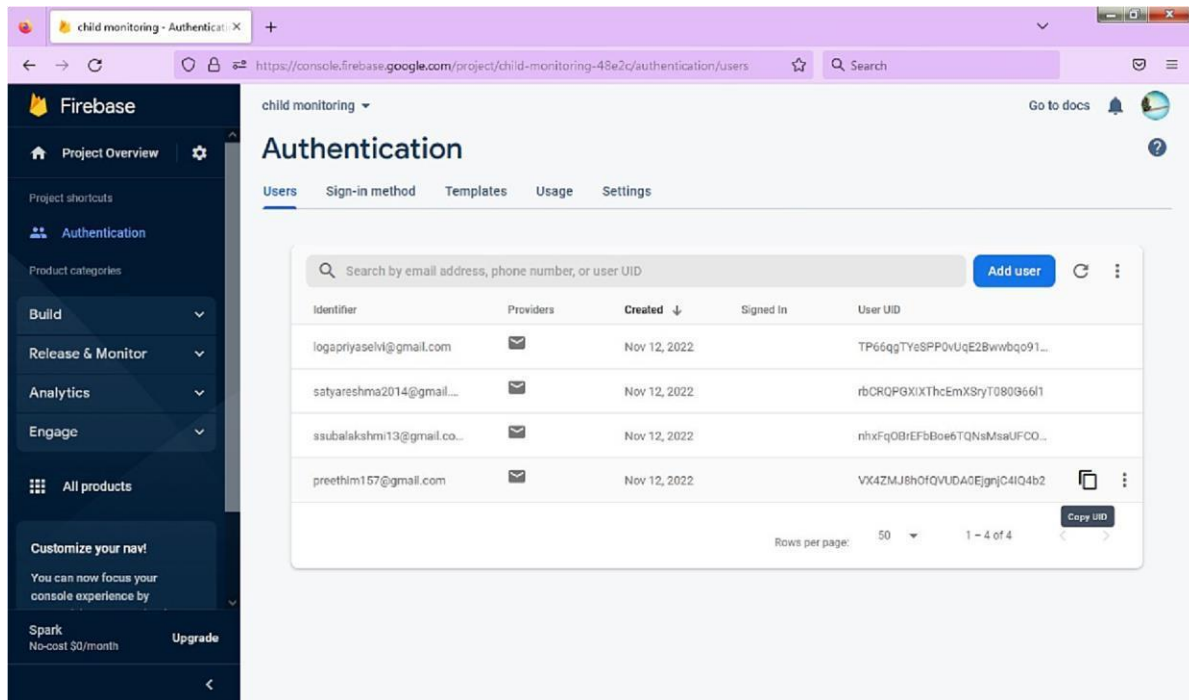 child monitoring - Authenticati
https://console.firebase.google.com/project/child-monitoring-48e2c/authentication/users
Search
Firebase
Project Overview
Project shortcuts
Authentication
Product categories
Build
Release & Monitor
Analytics
Engage
All products
Customize your nav!
You can now focus your
console experience by
Spark
No-cost $0/month
Upgrade
child monitoring
Go to docs
Authentication
Users Sign-in method Templates Usage Settings
Search by email address, phone number, or user UID
Add user
Identifier Providers Created Signed In User UID
logapriyaselvi@gmail.com Nov 12, 2022 TP66qgTYeSPP0vUqE2Bwwbqo91...
satyareshma2014@gmail.... Nov 12, 2022
ssubalakshmi13@gmail.co... Nov 12, 2022
preethim157@gmail.com Nov 12, 2022
Copy UID
Rows per page: 50 1 – 4 of 4